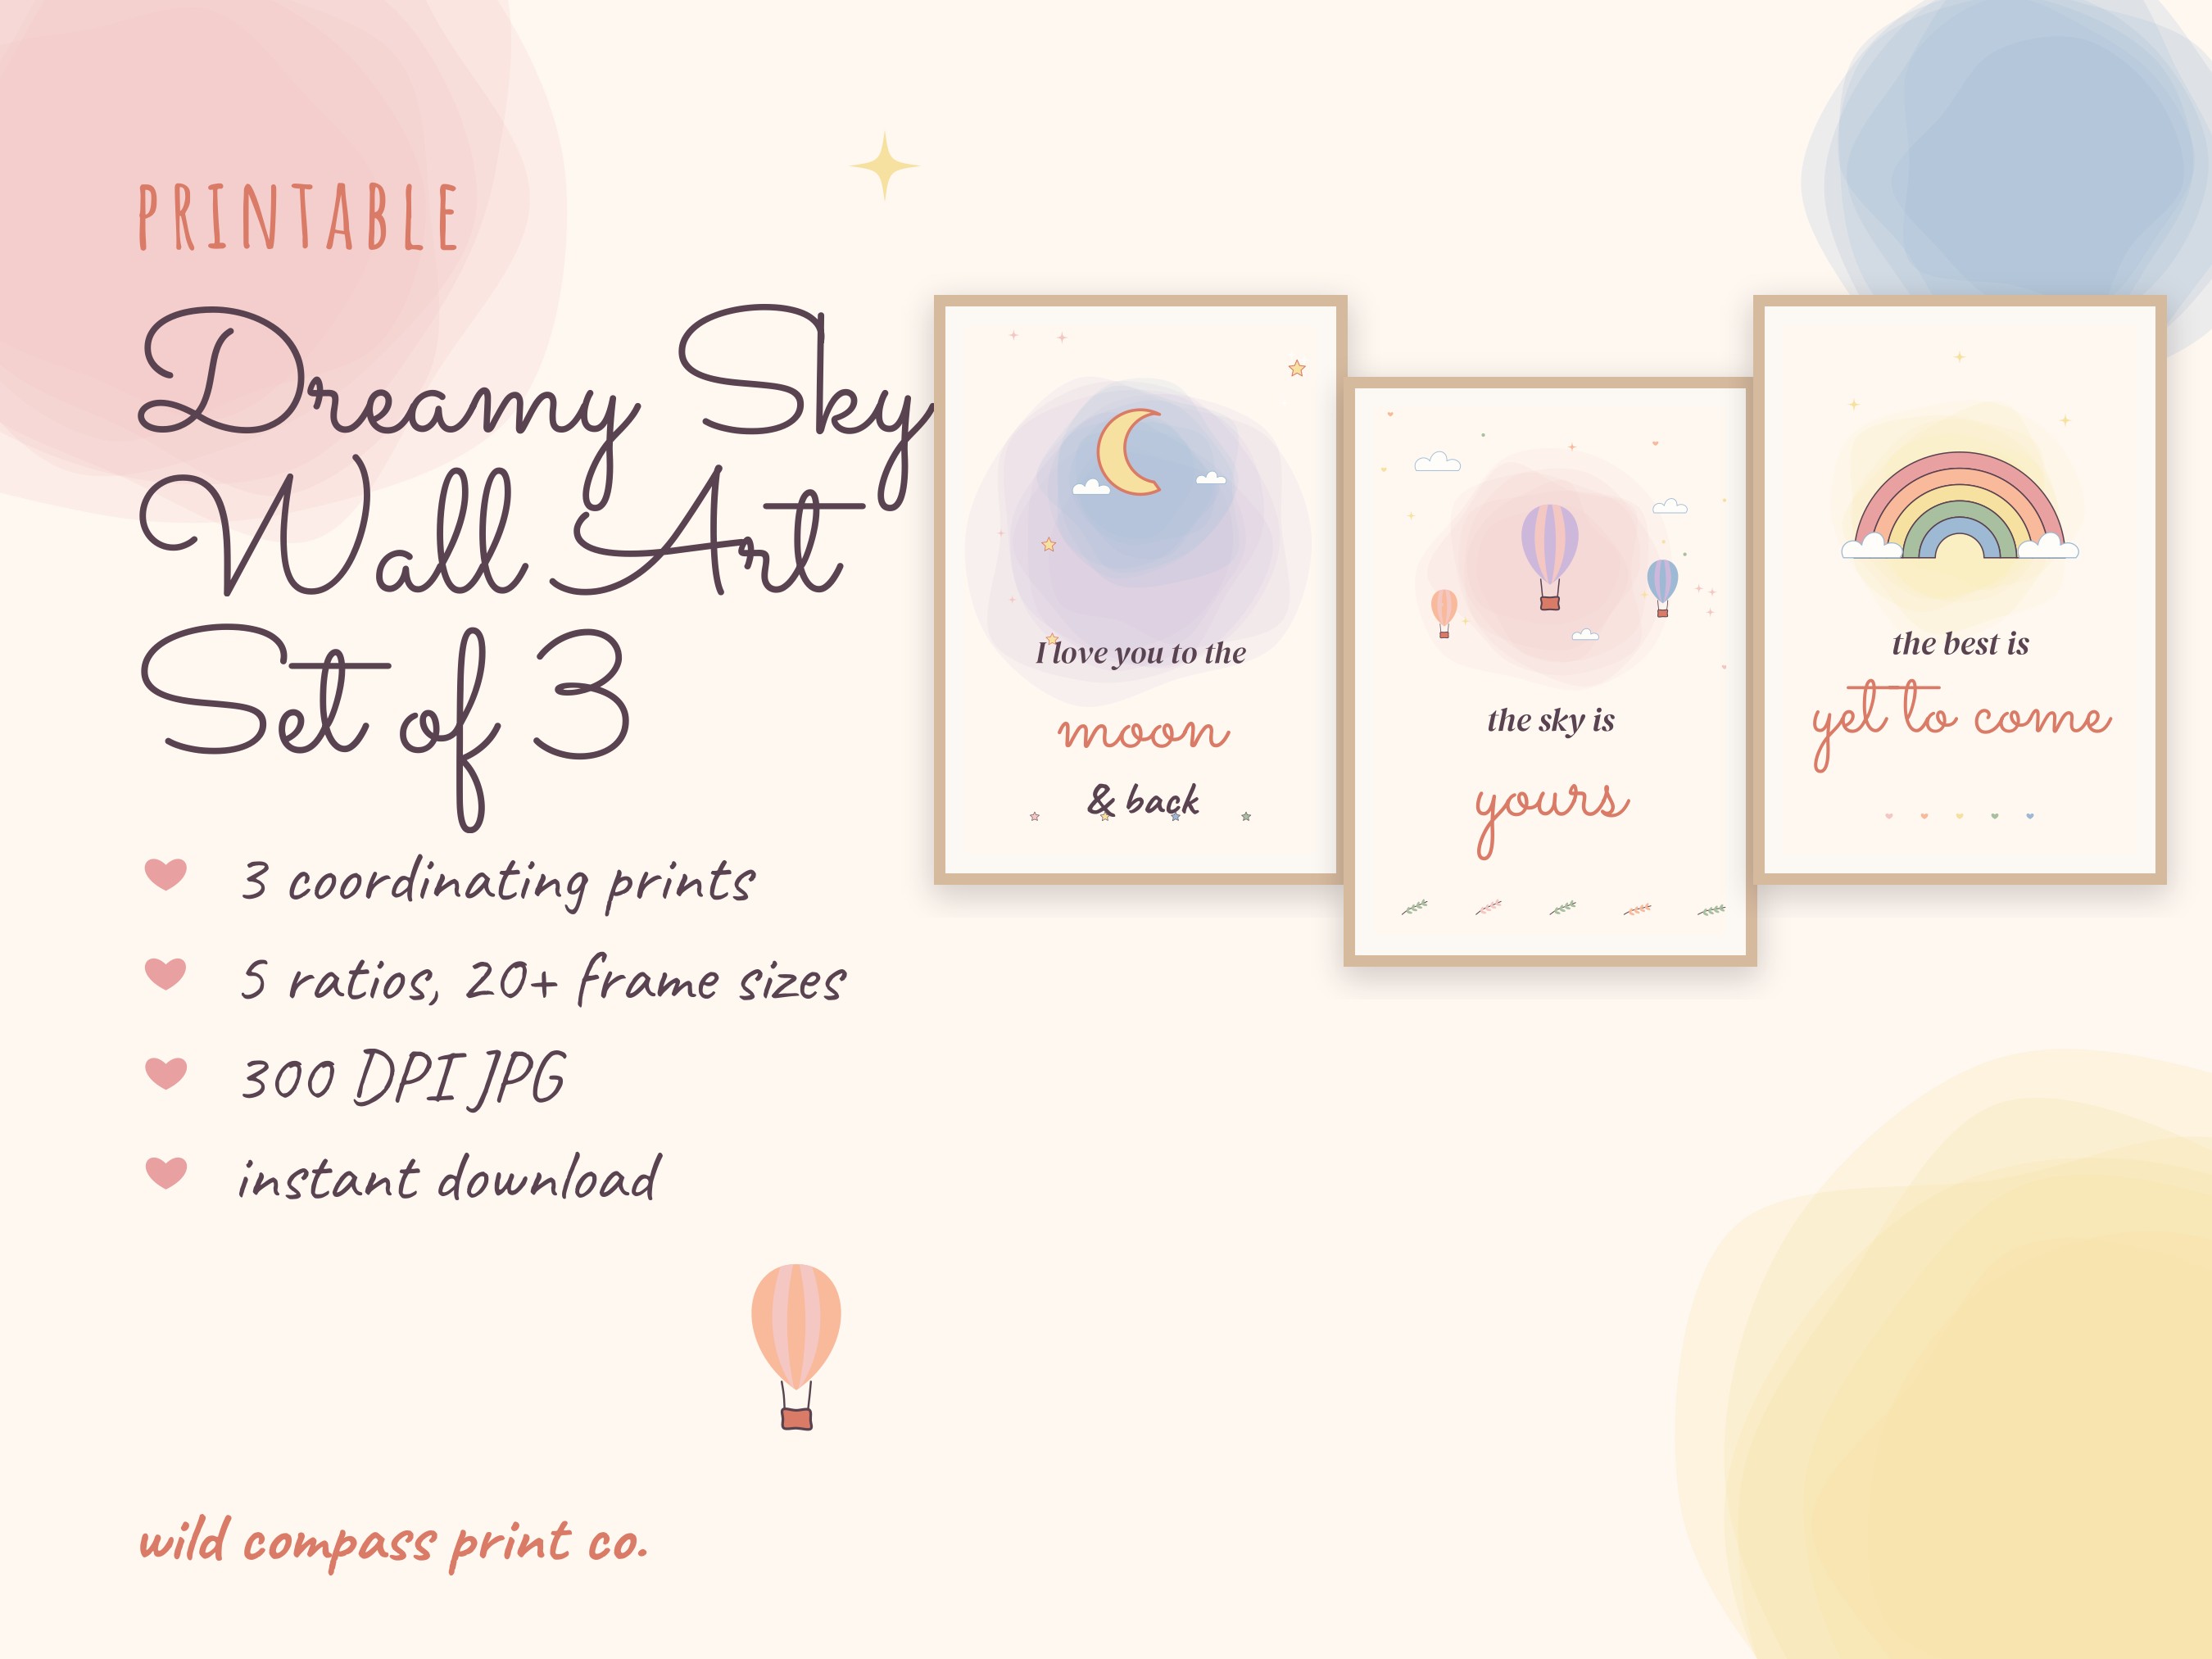 PRINTABLE
Dreamy Sky
Wall Art
Set of 3
3 coordinating prints
5 ratios, 20+ frame sizes
300 DPI JPG
instant download
wild compass print co.
I love you to the
moon
& back
the sky is
yours
the best is
yet to come